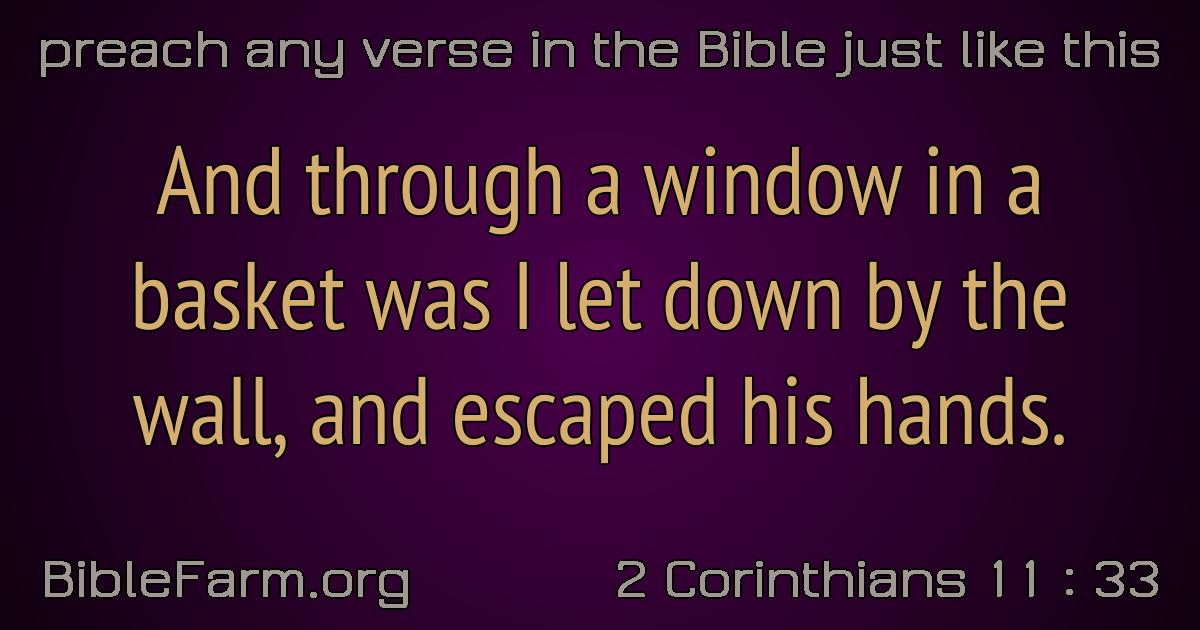 preach any verse in the Bible just like this
And through a window in a
basket was I let down by the
wall, and escaped his hands.
BibleFarm.org
2 Corinthians 11 : 33